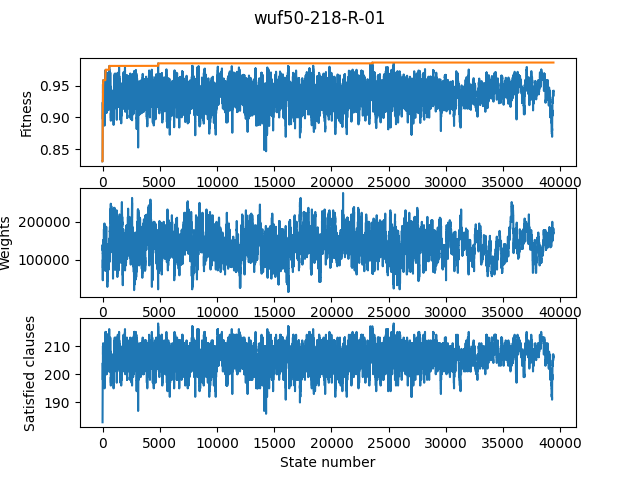 wuf50-218-R-01
Fitness
0.95
0.90
0.85
0 5000 10000 15000 20000 25000 30000 35000 40000
Weights
200000
100000
0 5000 10000 15000 20000 25000 30000 35000 40000
Satisfied clauses
210
200
190
0 5000 10000 15000 20000 25000 30000 35000 40000
State number